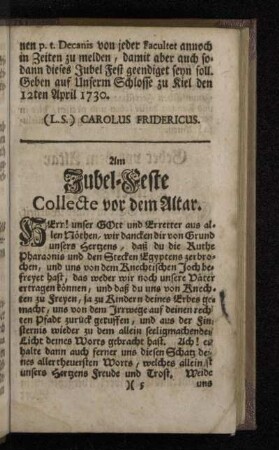 nen p. t. Decanis von jeder Facultet annoch
in Zeiten zu melden, damit aber auch so-
dann dieses Jubel Fest geendiget seyn soll.
Geben auf Unserm Schlosse zu Kiel den
12ten April 1730.
(L. S.) CAROLUS FRIDERICUS.
Am
Jubel-Feste
Collecte vor dem Altar.
HErr! unser GOtt und Erretter aus al-
len Nöthen, wir dancken dir von Grund
unsers Hertzens, daß du die Ruthe
Pharaonis und den Stecken Egyptens zerbro-
chen, und uns von dem Knechtischen Joch be-
freyet hast, das weder wir noch unsere Väter
ertragen können, und daß du uns von Knech-
ten zu Freyen, ja zu Kindern deines Erbes ge-
macht, uns von dem Irrwege auf deinen rech-
ten Pfade zurück geruffen, und aus der Fin-
sternis wieder zu dem allein seeligmachenden
Licht deines Worts gebracht hast. Ach! er-
halte dann auch ferner uns diesen Schatz dei-
nes allertheuersten Worts, welches allein ist
unsers Hertzens Freude und Trost. Weide
)( 5 uns